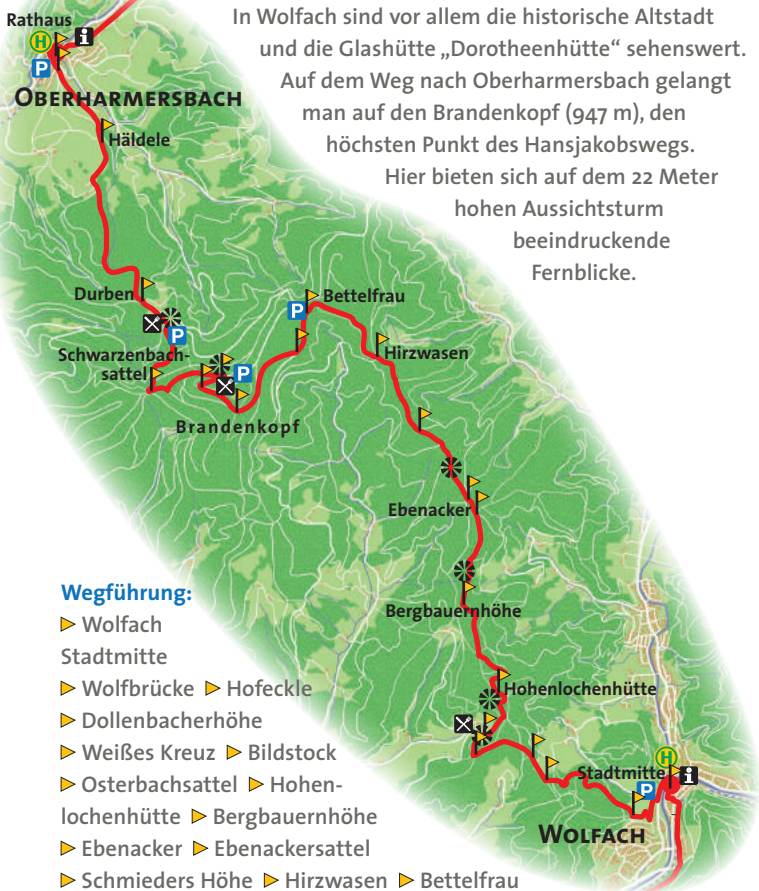 In Wolfach sind vor allem die historische Altstadt
und die Glashütte „Dorotheenhütte“ sehenswert.
Auf dem Weg nach Oberharmersbach gelangt
man auf den Brandenkopf (947 m), den
höchsten Punkt des Hansjakobswegs.
Hier bieten sich auf dem 22 Meter
hohen Aussichtsturm
beeindruckende
Fernblicke.
Rathaus
H
i
P
OBERHARMERSBACH
Häldele
Durben
P
Schwarzenbach-
sattel
P
Brandenkopf
P
Bettelfrau
Hirzwasen
Ebenacker
Bergbauernhöhe
Hohenlochenhütte
H
Stadtmitte
i
P
WOLFACH
Wegführung:
Wolfach
Stadtmitte
Wolfbrücke Hofeckle
Dollenbacherhöhe
Weißes Kreuz Bildstock
Osterbachsattel Hohen-
lochenhütte Bergbauernhöhe
Ebenacker Ebenackersattel
Schmieders Höhe Hirzwasen Bettelfrau